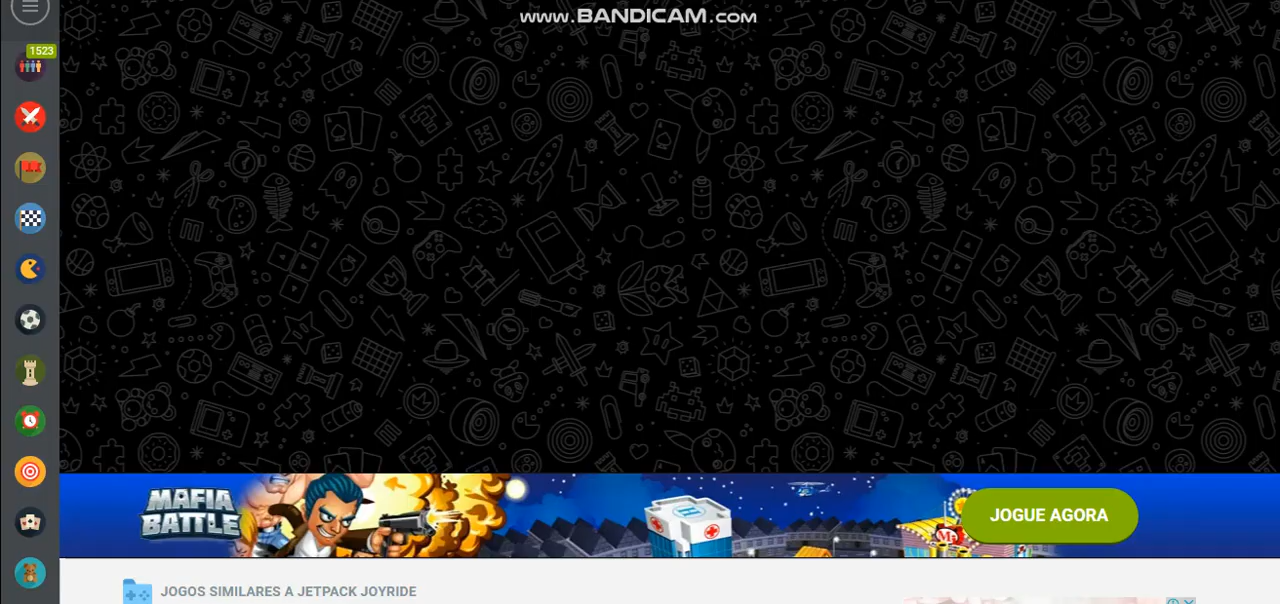 www.BANDICAM.com
1523
MAFIA
BATTLE
JOGUE AGORA
JOGOS SIMILARES A JETPACK JOYRIDE